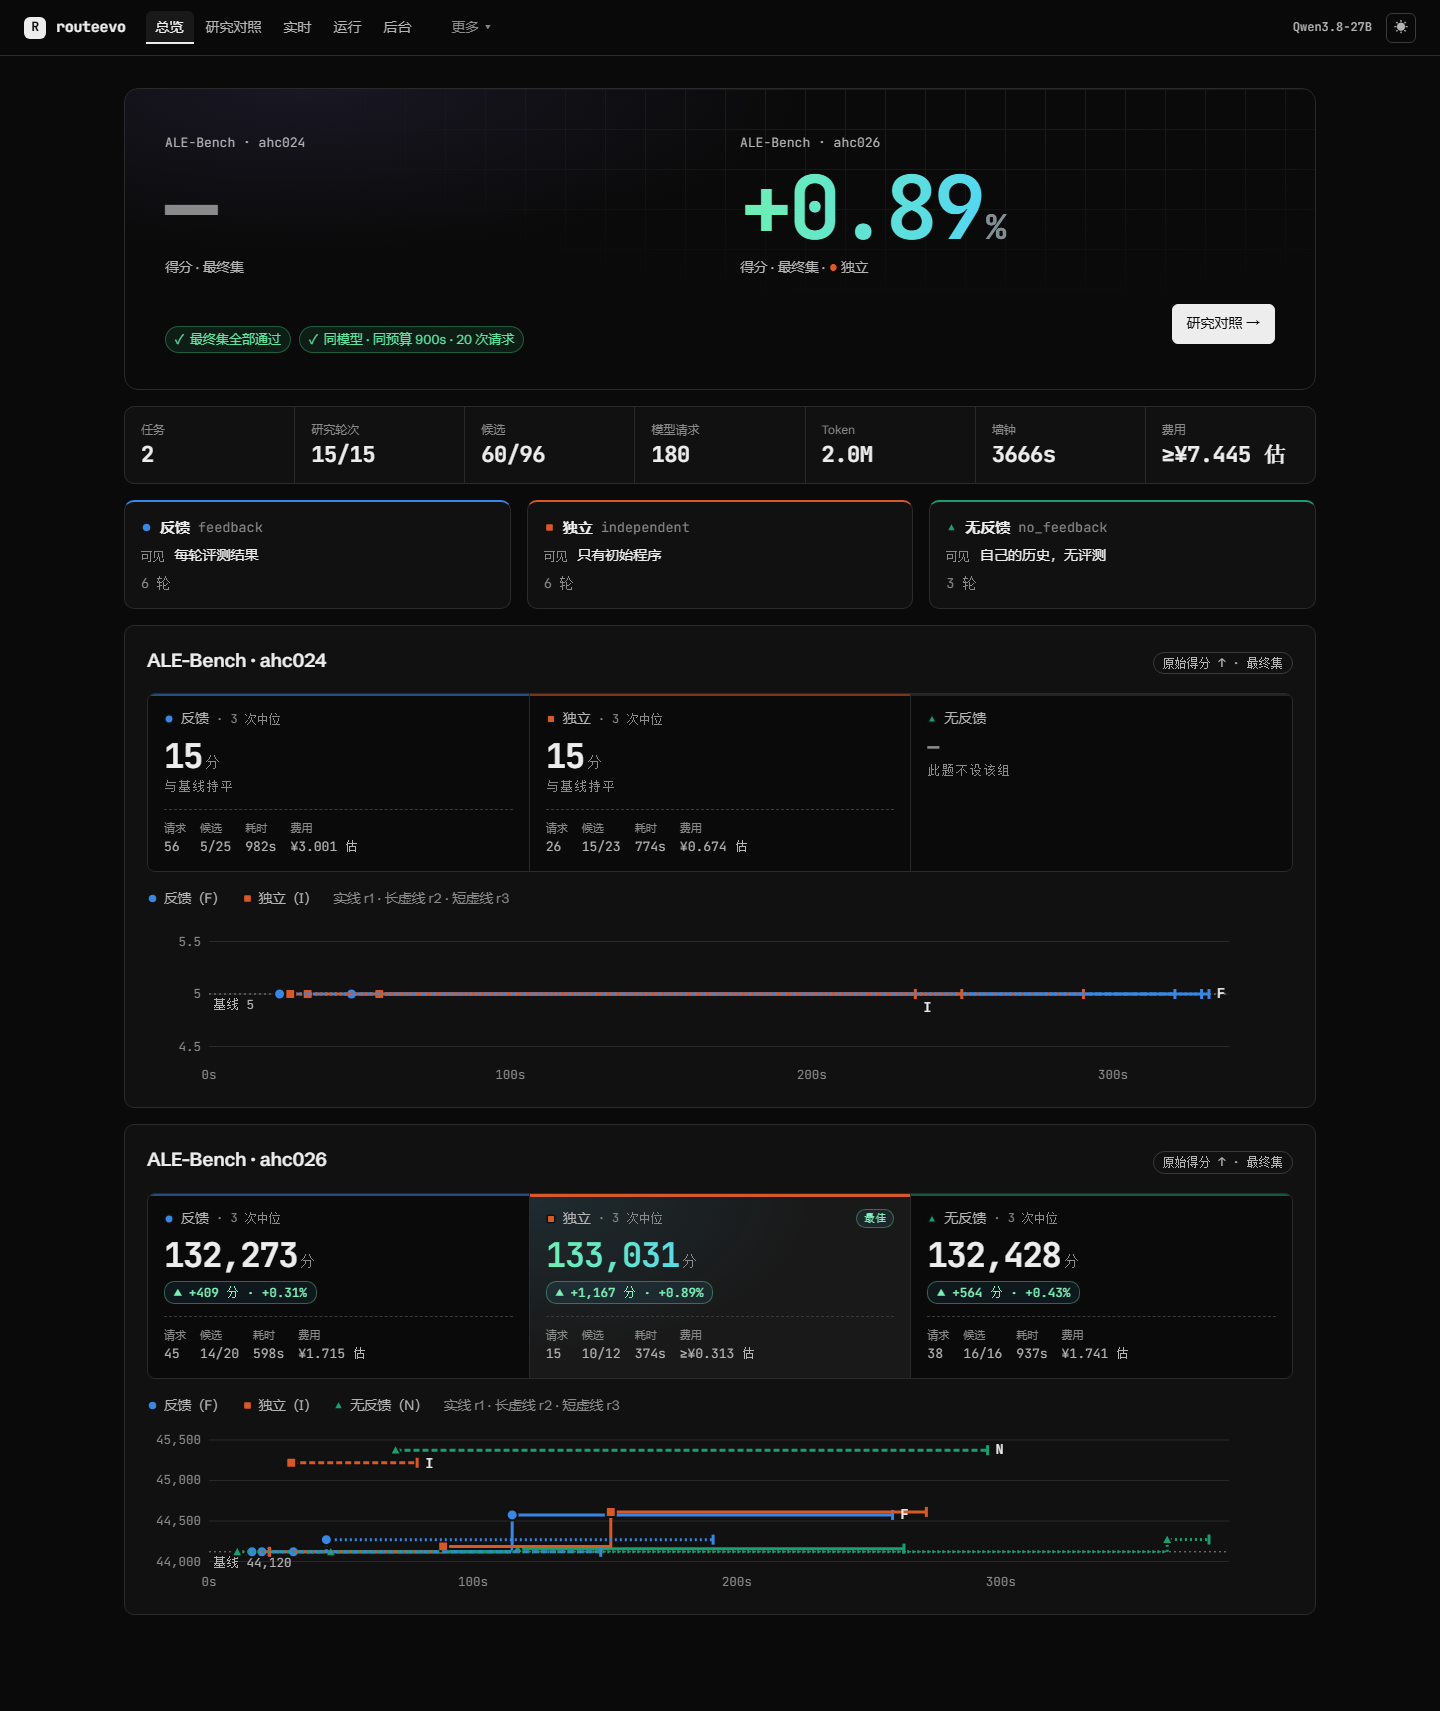 R routeevo 总览 研究对照 实时 运行 后台 更多 ▾ Qwen3.8-27B
ALE-Bench · ahc024
—
得分 · 最终集
ALE-Bench · ahc026
+0.89%
得分 · 最终集 · 独立
✓ 最终集全部通过 ✓ 同模型 · 同预算 900s · 20 次请求
研究对照 →
任务
2
研究轮次
15/15
候选
60/96
模型请求
180
Token
2.0M
墙钟
3666s
费用
≥¥7.445 估
反馈 feedback
可见 每轮评测结果
6 轮
独立 independent
可见 只有初始程序
6 轮
无反馈 no_feedback
可见 自己的历史，无评测
3 轮
ALE-Bench · ahc024
原始得分 ↑ · 最终集
反馈 · 3 次中位
15分
与基线持平
请求 候选 耗时 费用
56 5/25 982s ¥3.001 估
独立 · 3 次中位
15分
与基线持平
请求 候选 耗时 费用
26 15/23 774s ¥0.674 估
无反馈
—
此题不设该组
反馈（F） 独立（I） 实线 r1 · 长虚线 r2 · 短虚线 r3
5.5
5
基线 5
F
I
4.5
0s 100s 200s 300s
ALE-Bench · ahc026
原始得分 ↑ · 最终集
反馈 · 3 次中位
132,273分
▲ +409 分 · +0.31%
请求 候选 耗时 费用
45 14/20 598s ¥1.715 估
独立 · 3 次中位 最佳
133,031分
▲ +1,167 分 · +0.89%
请求 候选 耗时 费用
15 10/12 374s ≥¥0.313 估
无反馈 · 3 次中位
132,428分
▲ +564 分 · +0.43%
请求 候选 耗时 费用
38 16/16 937s ¥1.741 估
反馈（F） 独立（I） 无反馈（N） 实线 r1 · 长虚线 r2 · 短虚线 r3
45,500
N
I
45,000
44,500
F
44,000
基线 44,120
0s 100s 200s 300s